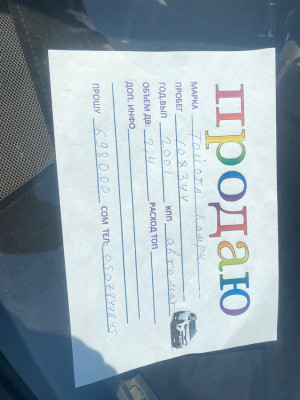 продаю
МАРКА Тойота Камри
ПРОБЕГ 108344
ГОД.ВЫП 2001 КПП автомат
ОБЪЕМ ДВ: 2,4 РАСХОД ТОП
ДОП. ИНФО
ПРОШУ 698000 СОМ ТЕЛ: